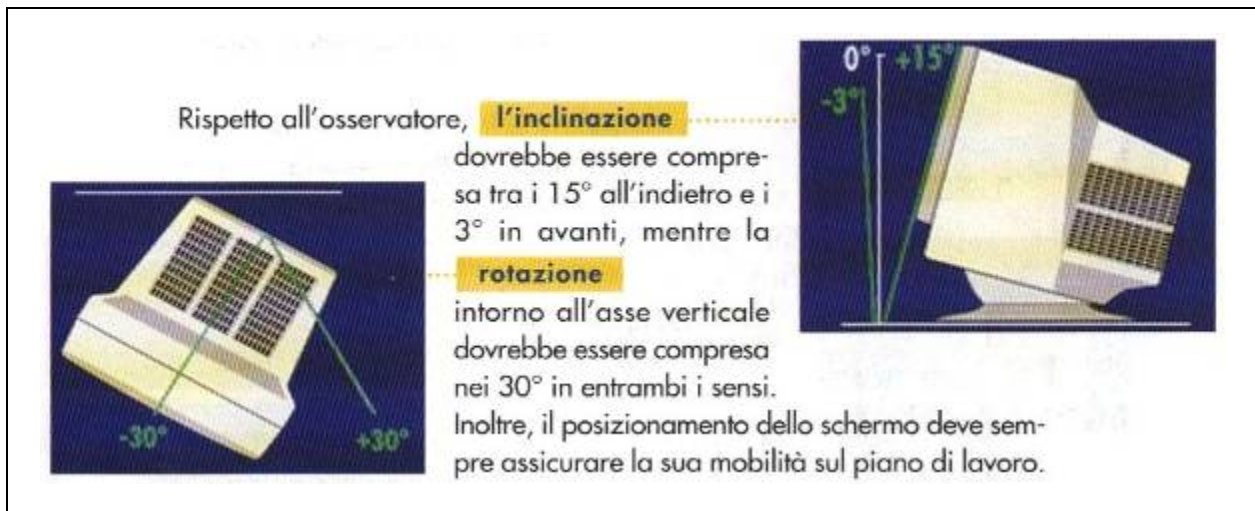 Rispetto all'osservatore, l'inclinazione
dovrebbe essere compre-
sa tra i 15° all'indietro e i
3° in avanti, mentre la
rotazione
intorno all'asse verticale
dovrebbe essere compresa
nei 30° in entrambi i sensi.
Inoltre, il posizionamento dello schermo deve sem-
pre assicurare la sua mobilità sul piano di lavoro.
0° +15°
-3°
-30° +30°